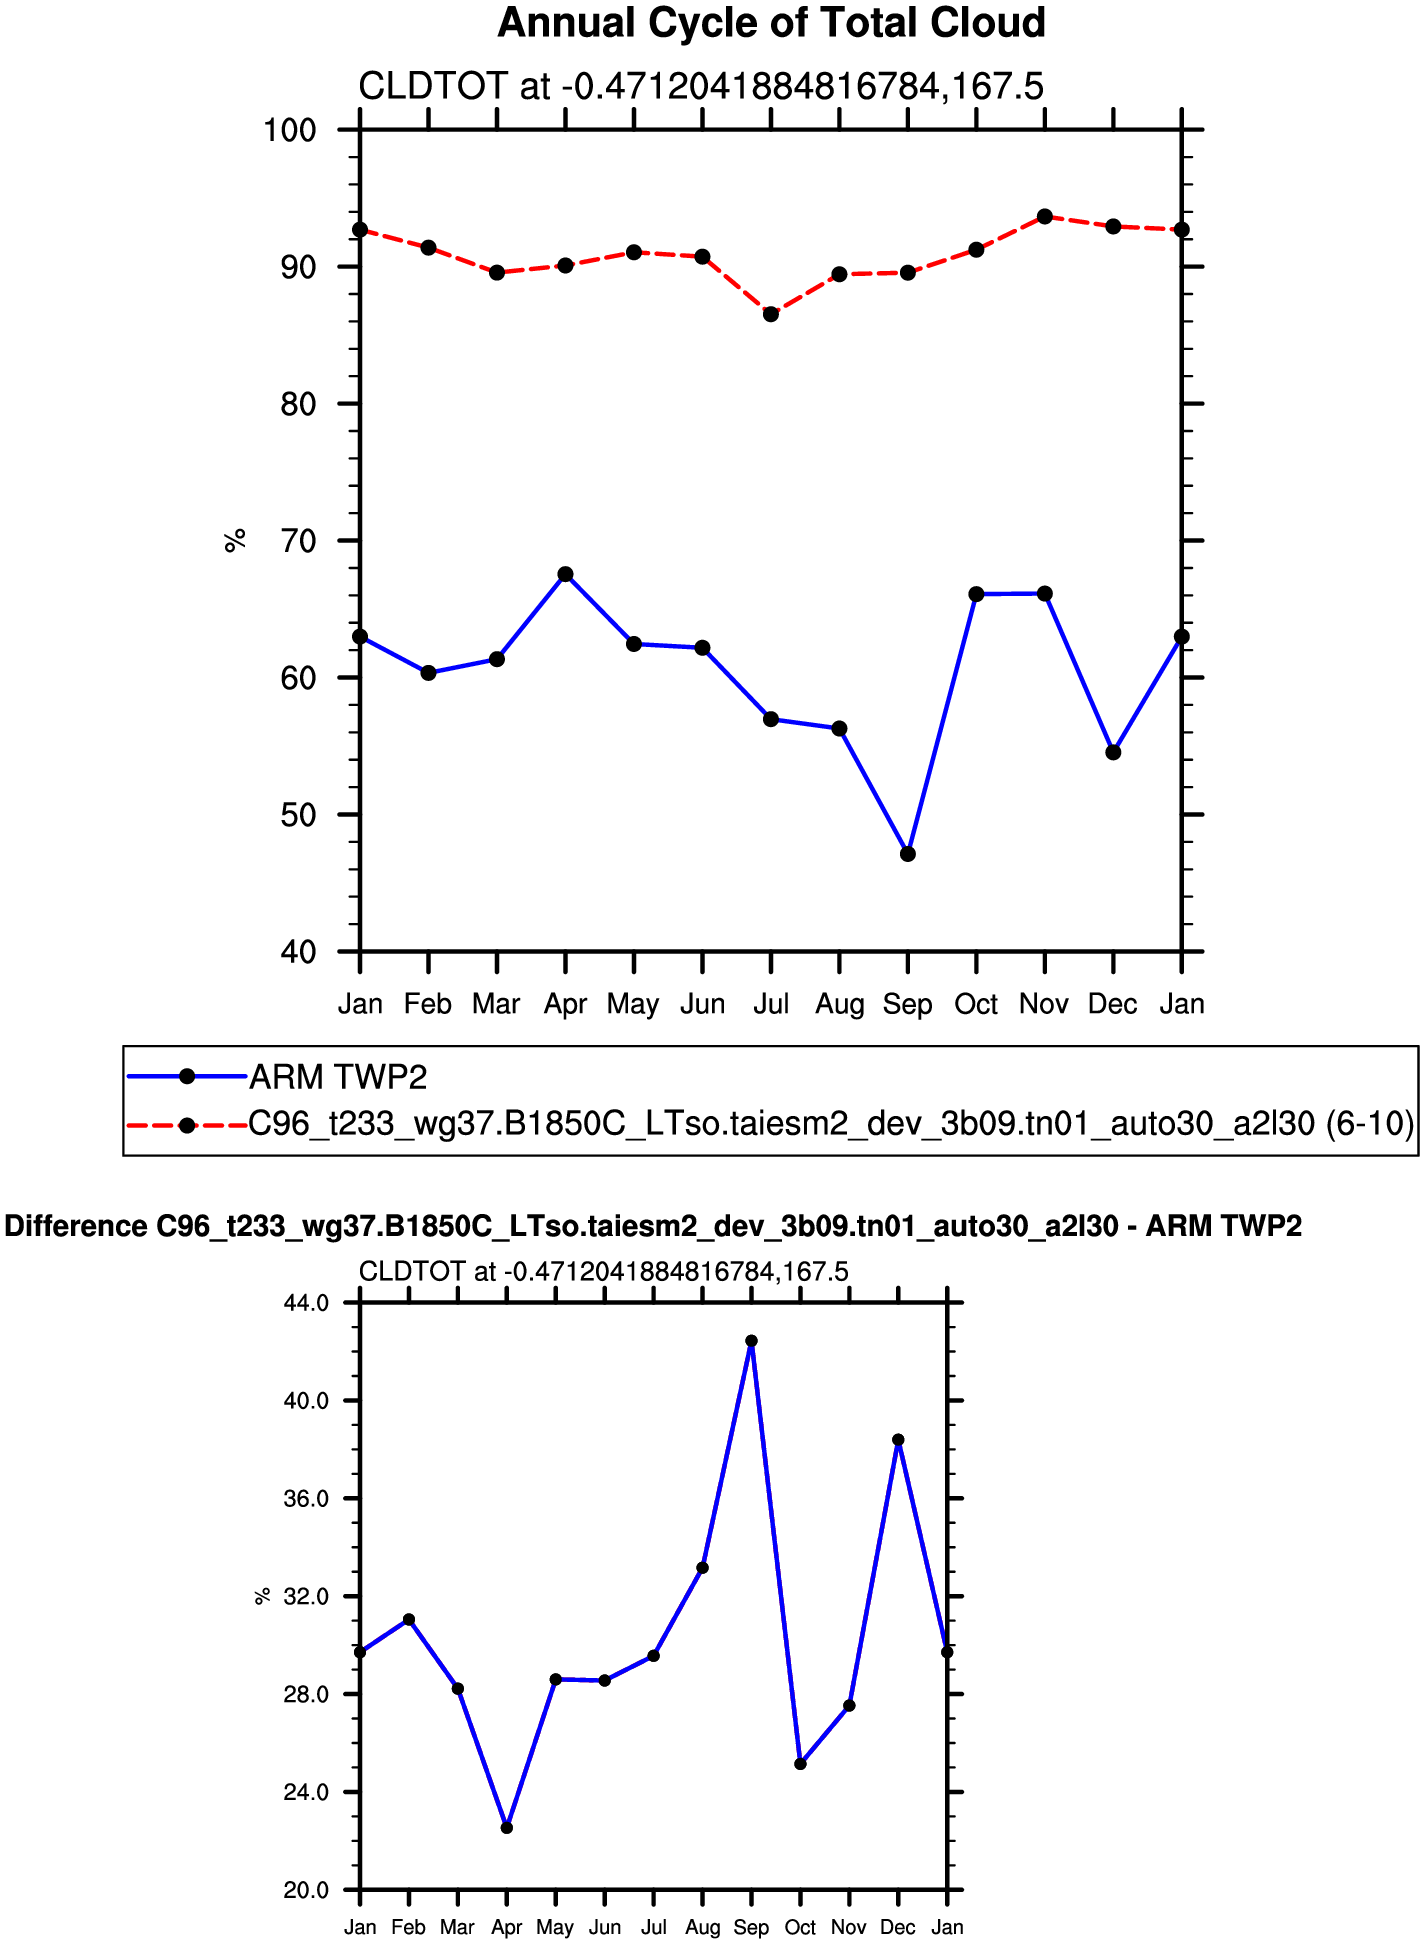 Annual Cycle of Total Cloud
CLDTOT at -0.4712041884816784,167.5
100
90
80
70
60
50
40
%
Jan Feb Mar Apr May Jun Jul Aug Sep Oct Nov Dec Jan
ARM TWP2
C96_t233_wg37.B1850C_LTso.taiesm2_dev_3b09.tn01_auto30_a2l30 (6-10)
Difference C96_t233_wg37.B1850C_LTso.taiesm2_dev_3b09.tn01_auto30_a2l30 - ARM TWP2
CLDTOT at -0.4712041884816784,167.5
44.0
40.0
36.0
32.0
28.0
24.0
20.0
%
Jan Feb Mar Apr May Jun Jul Aug Sep Oct Nov Dec Jan